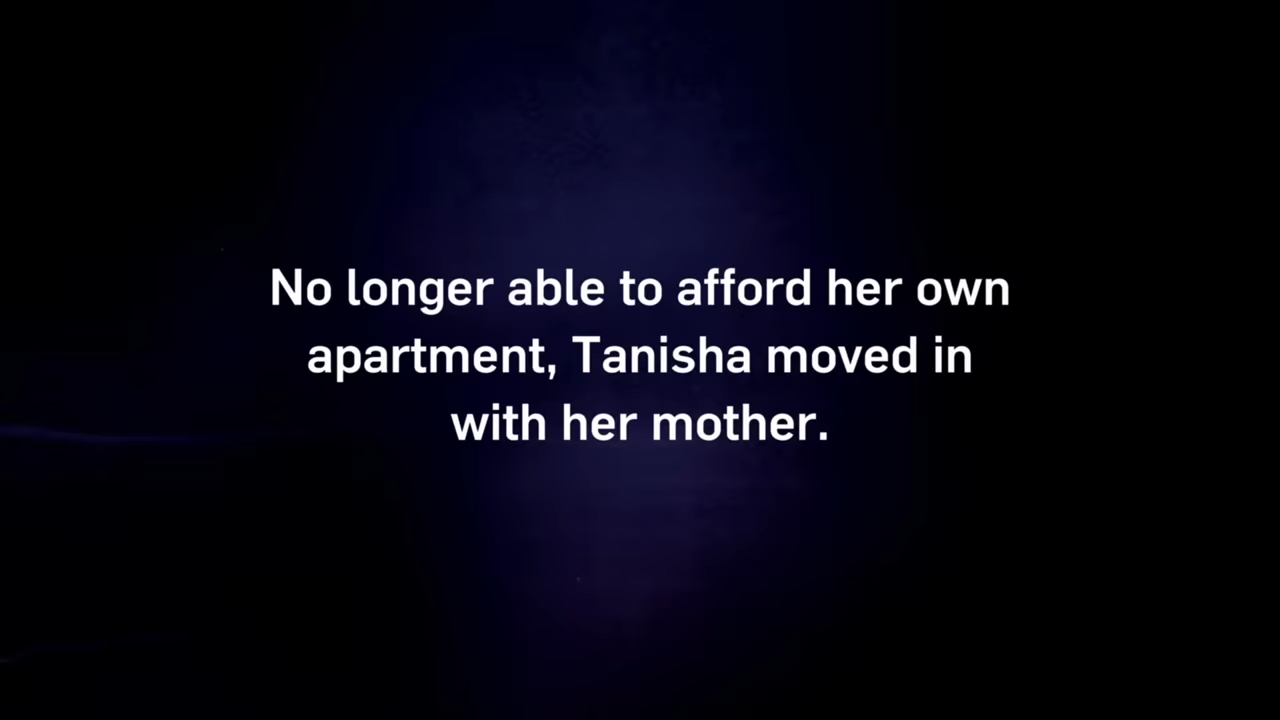 No longer able to afford her own
apartment, Tanisha moved in
with her mother.